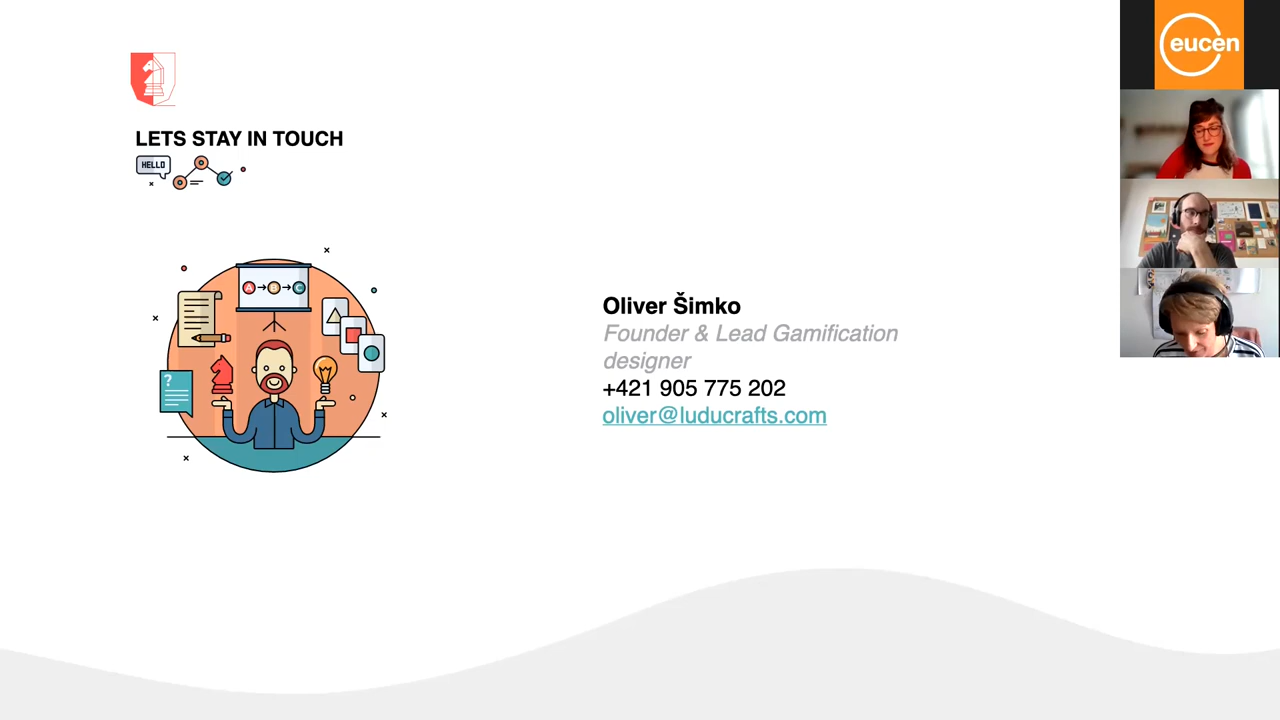 eucen
LETS STAY IN TOUCH
HELLO
A B C
?
Oliver Šimko
Founder & Lead Gamification
designer
+421 905 775 202
oliver@luducrafts.com